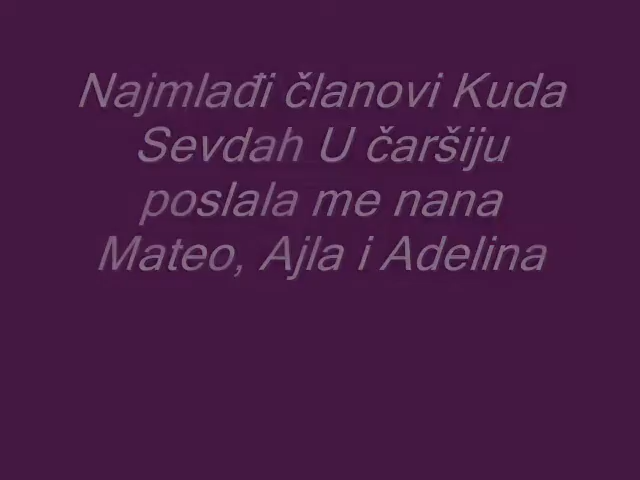 Najmlađi članovi Kuda
Sevdah U čaršiju
poslala me nana
Mateo, Ajla i Adelina